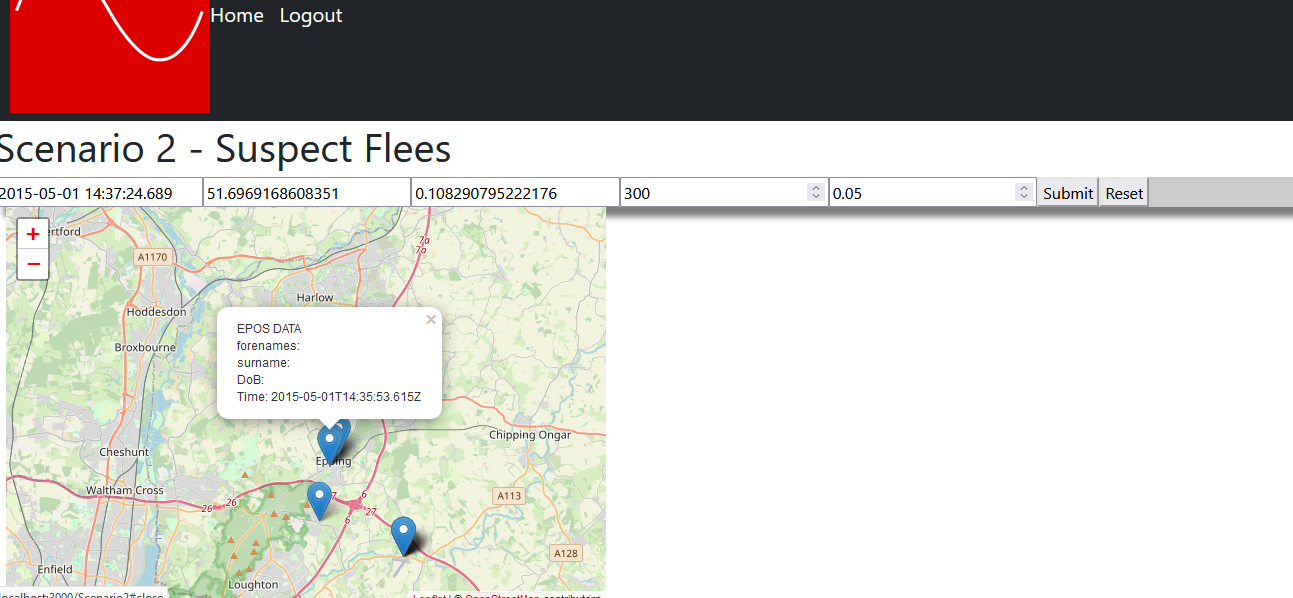 Home Logout
Scenario 2 - Suspect Flees
2015-05-01 14:37:24.689 51.6969168608351 0.108290795222176 300 0.05 Submit Reset
+
ertford
7a
7a
A1170
−
Harlow
Hoddesdon
Broxbourne
×
EPOS DATA
forenames:
surname:
DoB:
Time: 2015-05-01T14:35:53.615Z
Chipping Ongar
Cheshunt
Epping
Waltham Cross
26
26
7
6
27
6
A113
A128
Enfield
Loughton
localhost:3000/Scenario2#close
Leaflet | © OpenStreetMap contributors